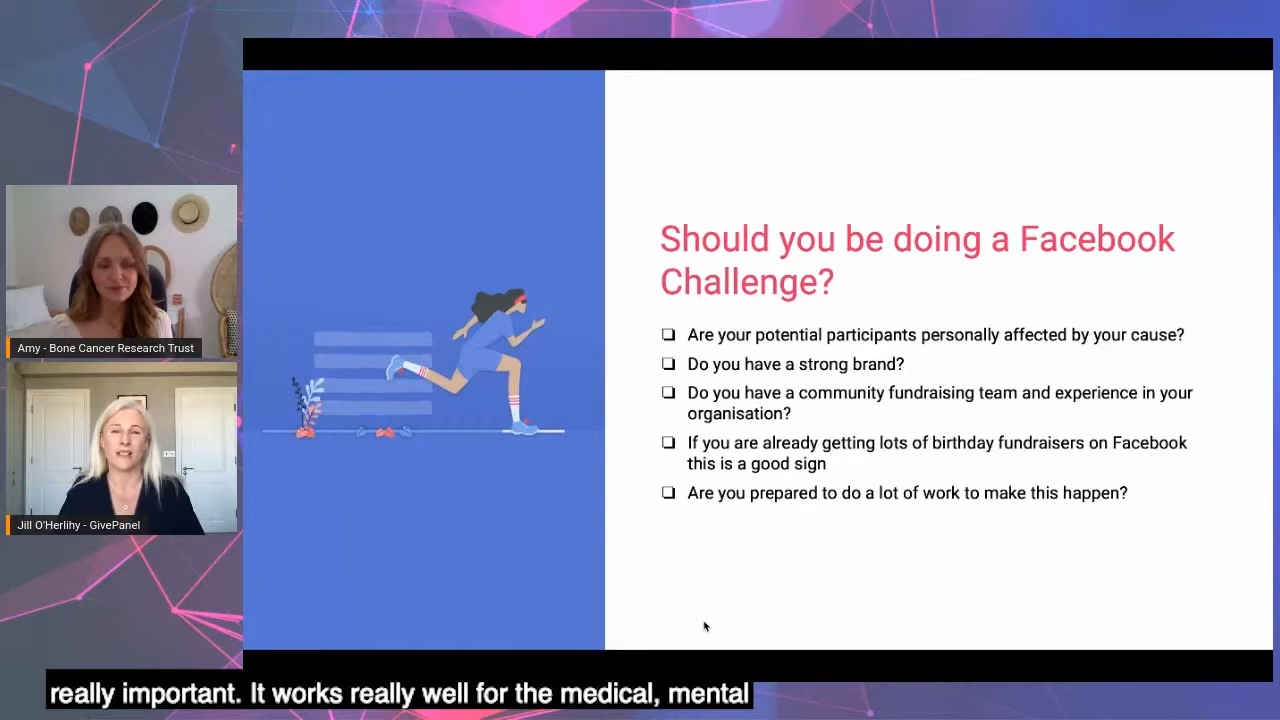 Amy - Bone Cancer Research Trust
Jill O'Herlihy - GivePanel
Should you be doing a Facebook
Challenge?
❏ Are your potential participants personally affected by your cause?
❏ Do you have a strong brand?
❏ Do you have a community fundraising team and experience in your
organisation?
❏ If you are already getting lots of birthday fundraisers on Facebook
this is a good sign
❏ Are you prepared to do a lot of work to make this happen?
really important. It works really well for the medical, mental